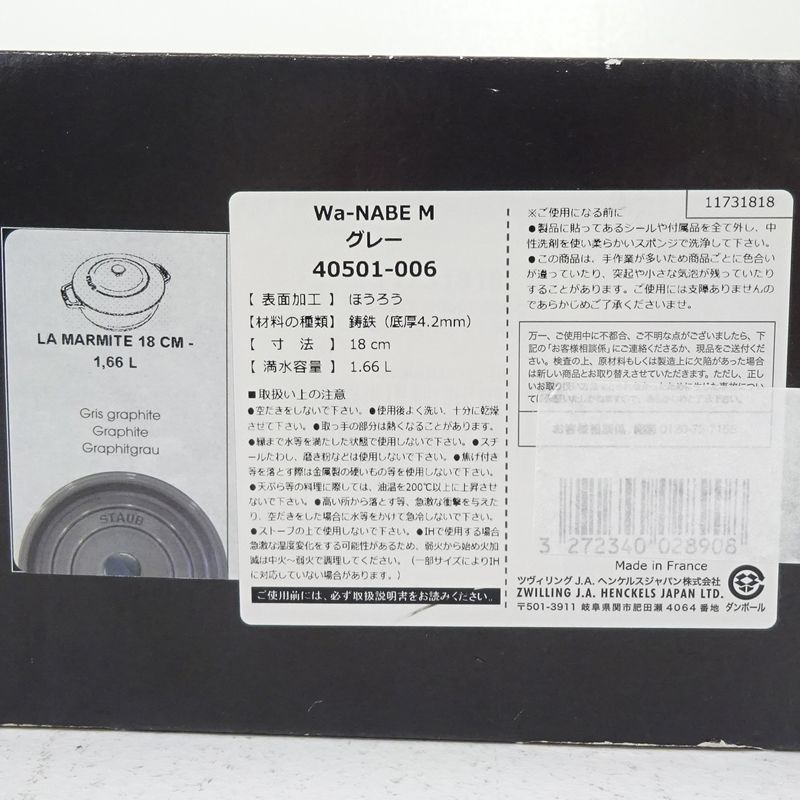 LA MARMITE 18 CM -
1,66 L
Gris graphite
Graphite
Graphitgrau
STAUB
Wa-NABE M
グレー
40501-006
【 表面加工 】 ほうろう
【材料の種類】 鋳鉄（底厚4.2mm）
【 寸 法 】 18 cm
【 満水容量 】 1.66 L
■取扱い上の注意
●空だきをしないで下さい。●使用後よく洗い、十分に乾燥
させて下さい。●取っ手の部分は熱くなることがあります。
●縁まで水等を満たした状態で使用しないで下さい。●スチ
ールたわし、磨き粉などは使用しないで下さい。●焦げ付き
等を落とす際は金属製の硬いもの等を使用しないで下さい。
●天ぷら等の料理に際しては、油温を200℃以上に上昇させ
ないで下さい。●高い所から落とす等、急激な衝撃を与えた
り、空だきをした場合に水等をかけて急冷しないで下さい。
●ストーブの上で使用しないで下さい。●IHで使用する場合
急激な温度変化をする可能性があるため、弱火から始め火加
減は中火～弱火で調理してください。（一部サイズによりIH
に対応していない場合があります。）
ご使用前には、必ず取扱説明書をお読みください。
11731818
※ご使用になる前に
●製品に貼ってあるシールや付属品を全て外し、中
性洗剤を使い柔らかいスポンジで洗浄して下さい。
●この商品は、手作業が多いため商品ごとに色合い
が違っていたり、突起や小さな気泡が残っていたり
することがあります。ご使用には支障ありませんの
であらかじめご了承くださいませ。
万一、ご使用中に不都合、ご不明な点がございましたら、下
記の「お客様相談係」にご連絡くださるか、現品をご送付くだ
さい。検査の上、原材料もしくは製造上に欠陥があった場合
は新しい商品とお取り替えさせていただきます。ただし、正し
いお取り扱い
お客様相談係
3 272340 028908
Made in France
ツヴィリング J.A. ヘンケルスジャパン株式会社
ZWILLING J.A. HENCKELS JAPAN LTD.
〒501-3911 岐阜県関市肥田瀬 4064 番地
ダンボール